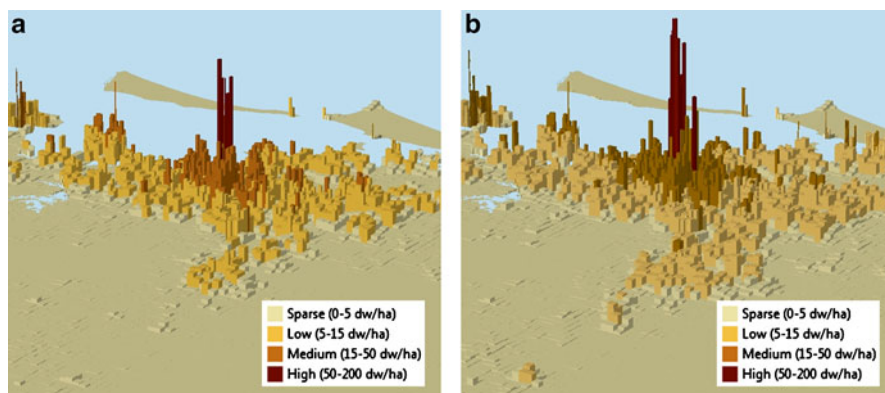 a
Sparse (0-5 dw/ha)
Low (5-15 dw/ha)
Medium (15-50 dw/ha)
High (50-200 dw/ha)
b
Sparse (0-5 dw/ha)
Low (5-15 dw/ha)
Medium (15-50 dw/ha)
High (50-200 dw/ha)